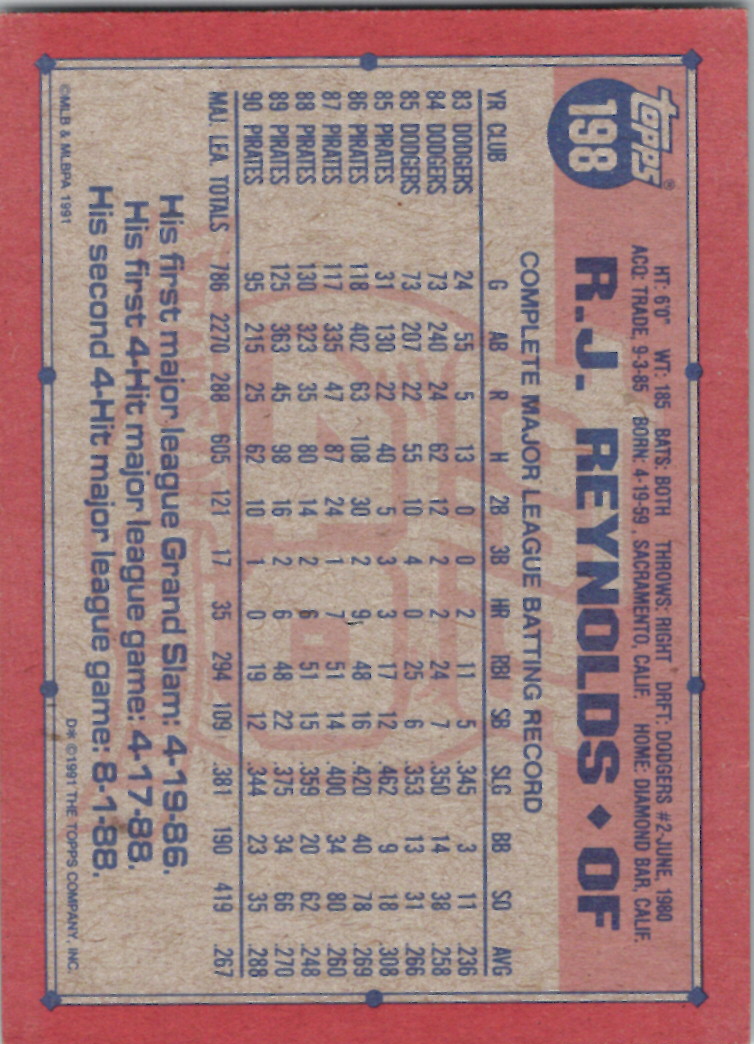 topps®
198
HT: 6'0" WT: 185 BATS: BOTH THROWS: RIGHT DRFT: DODGERS #2-JUNE, 1980
ACQ: TRADE, 9-3-85 BORN: 4-19-59, SACRAMENTO, CALIF. HOME: DIAMOND BAR, CALIF.
R.J. REYNOLDS ♦ OF
COMPLETE MAJOR LEAGUE BATTING RECORD
YR CLUB G AB R H 2B 3B HR RBI SB SLG BB SO AVG
83 DODGERS 24 55 5 13 0 0 2 11 5 .345 3 11 .236
84 DODGERS 73 240 24 62 12 2 2 24 7 .350 14 38 .258
85 DODGERS 73 207 22 55 10 4 0 25 6 .353 13 31 .266
85 PIRATES 31 130 22 40 5 3 3 17 12 .462 9 18 .308
86 PIRATES 118 402 63 108 30 2 9 48 16 .420 40 78 .269
87 PIRATES 117 335 47 87 24 1 7 51 14 .400 34 80 .260
88 PIRATES 130 323 35 80 14 2 6 51 15 .359 20 62 .248
89 PIRATES 125 363 45 98 16 2 6 48 22 .375 34 66 .270
90 PIRATES 95 215 25 62 10 1 0 19 12 .344 23 35 .288
MAJ. LEA. TOTALS 786 2270 288 605 121 17 35 294 109 .381 190 419 .267
His first major league Grand Slam: 4-19-86.
His first 4-Hit major league game: 4-17-88.
His second 4-Hit major league game: 8-1-88.
©MLB & MLBPA 1991
D✻ ©1991 THE TOPPS COMPANY, INC.